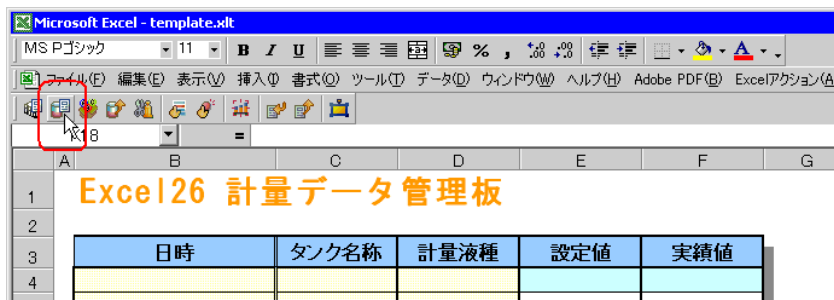 Microsoft Excel - template.xlt
MS Pゴシック 11 B I U % ,
ファイル(F) 編集(E) 表示(V) 挿入(I) 書式(O) ツール(T) データ(D) ウィンドウ(W) ヘルプ(H) Adobe PDF(B) Excelアクション(A
K18 =
A B C D E F G
1 Excel26 計量データ管理板
2
3 日時 タンク名称 計量液種 設定値 実績値
4